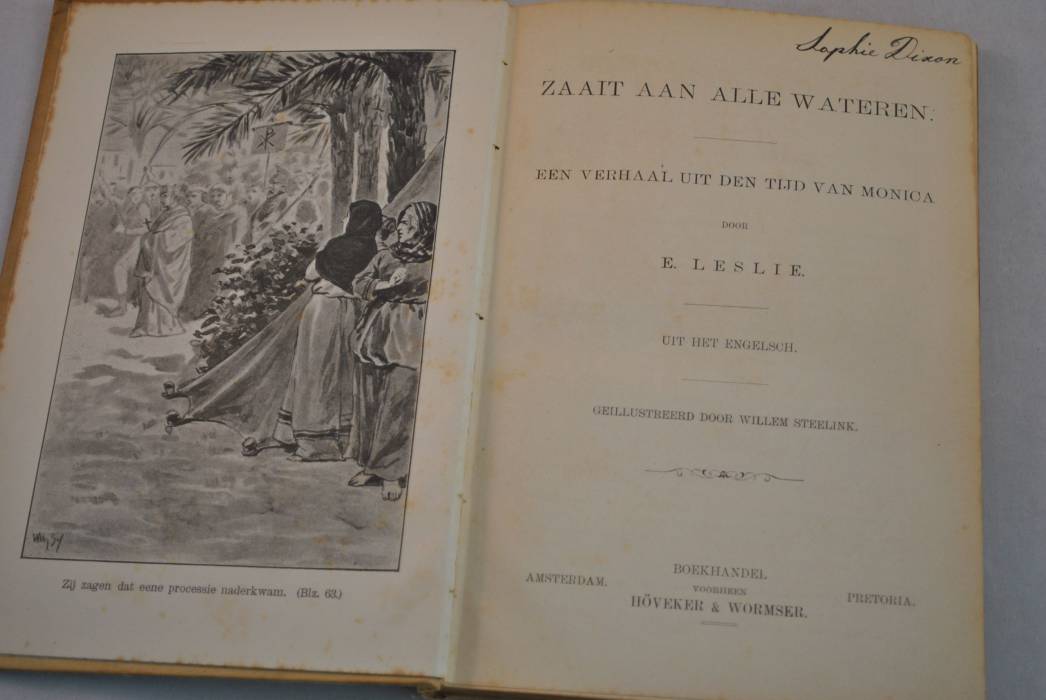 Zij zagen dat eene processie naderkwam. (Blz. 63.)
Sophie Dixon
ZAAIT AAN ALLE WATEREN.
EEN VERHAAL UIT DEN TIJD VAN MONICA
DOOR
E. LESLIE.
UIT HET ENGELSCH.
GEILLUSTREERD DOOR WILLEM STEELINK.
BOEKHANDEL
VOORHEEN
AMSTERDAM. HÖVEKER & WORMSER. PRETORIA.